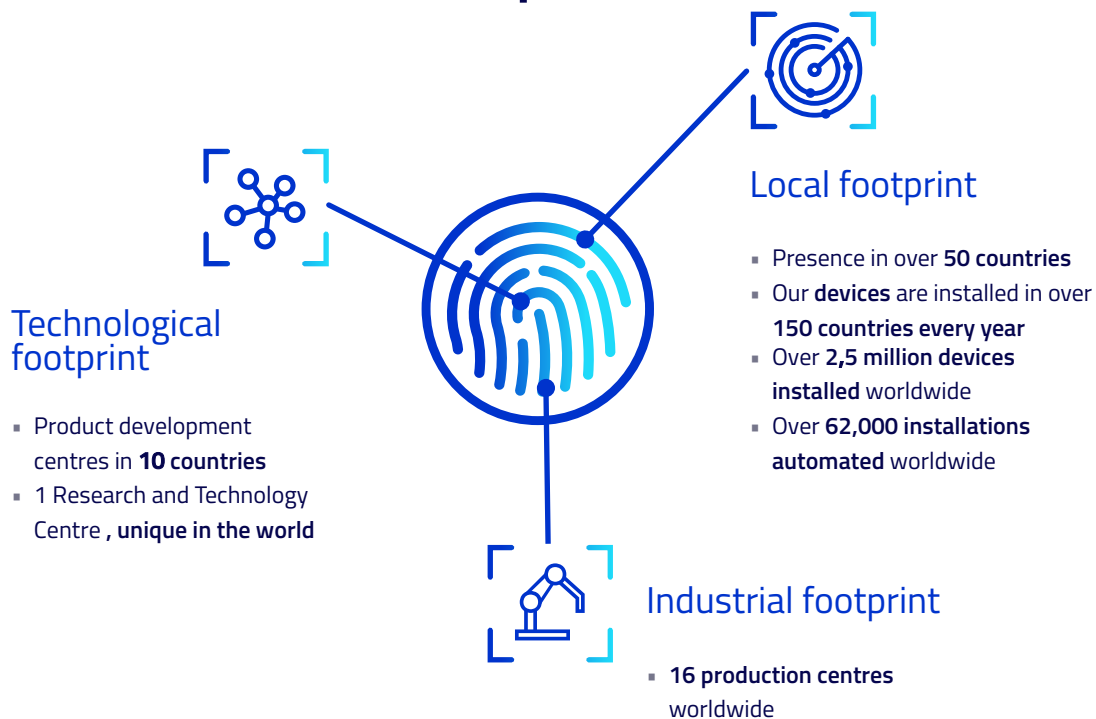 Local footprint
Presence in over 50 countries
Our devices are installed in over
150 countries every year
Over 2,5 million devices
installed worldwide
Over 62,000 installations
automated worldwide
Technological
footprint
Product development
centres in 10 countries
1 Research and Technology
Centre , unique in the world
Industrial footprint
16 production centres
worldwide